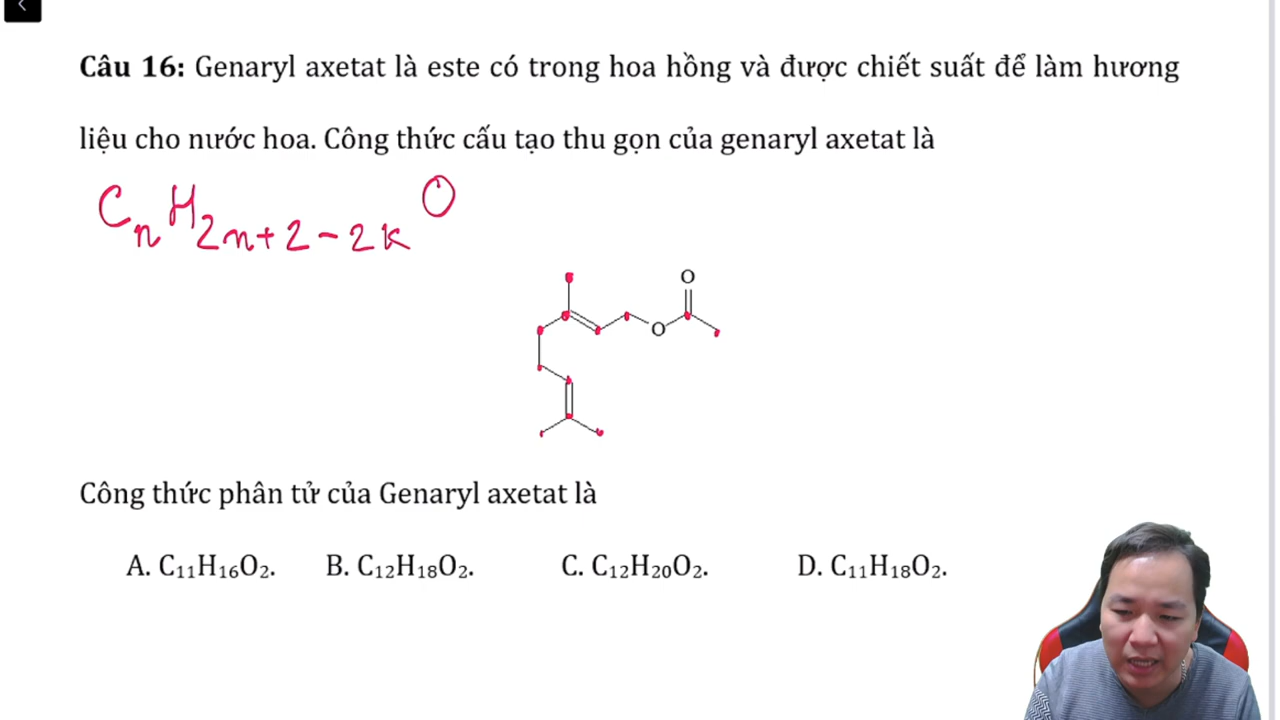 Câu 16: Genaryl axetat là este có trong hoa hồng và được chiết suất để làm hương
liệu cho nước hoa. Công thức cấu tạo thu gọn của genaryl axetat là
CₙH₂ₙ₊₂₋₂ₖO
O
O
Công thức phân tử của Genaryl axetat là
A. C₁₁H₁₆O₂. B. C₁₂H₁₈O₂. C. C₁₂H₂₀O₂. D. C₁₁H₁₈O₂.